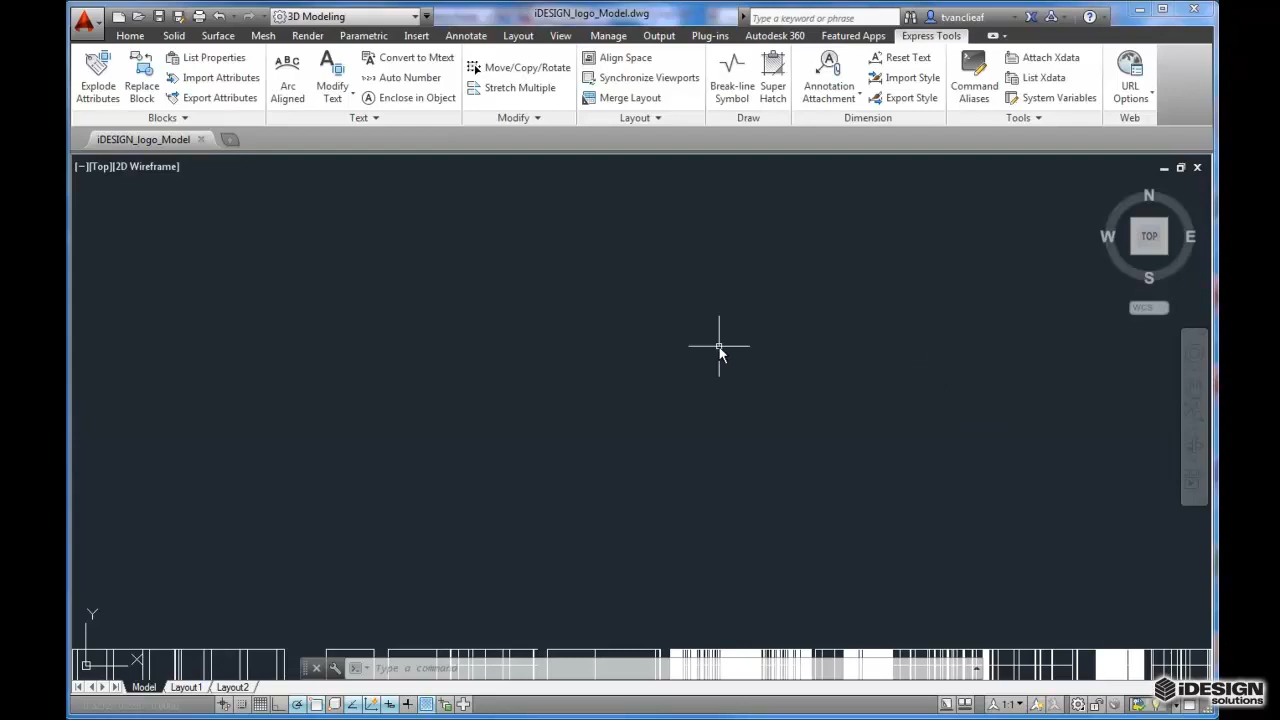 3D Modeling
iDESIGN_logo_Model.dwg
Type a keyword or phrase
tvanclieaf
Home Solid Surface Mesh Render Parametric Insert Annotate Layout View Manage Output Plug-ins Autodesk 360 Featured Apps Express Tools
Explode Attributes
Replace Block
List Properties
Import Attributes
Export Attributes
Blocks
Arc Aligned
Modify Text
Convert to Mtext
Auto Number
Enclose in Object
Text
Move/Copy/Rotate
Stretch Multiple
Modify
Align Space
Synchronize Viewports
Merge Layout
Layout
Break-line Symbol
Super Hatch
Draw
Annotation Attachment
Reset Text
Import Style
Export Style
Dimension
Command Aliases
Attach Xdata
List Xdata
System Variables
Tools
URL Options
Web
iDESIGN_logo_Model
[−][Top][2D Wireframe]
N
W TOP E
S
WCS
Y
X
Type a command
Model Layout1 Layout2
1:1
iDESIGN
solutions